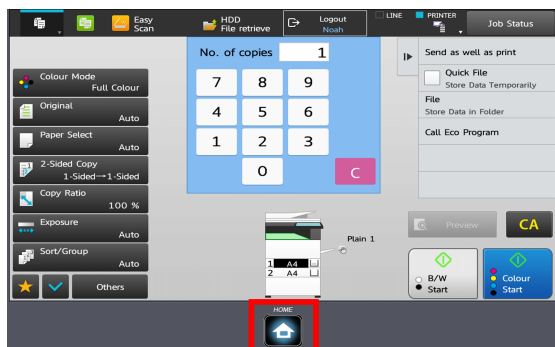 Easy
Scan
HDD
File retrieve
Logout
Noah
LINE
PRINTER
Job Status
No. of copies
1
Send as well as print
Quick File
Store Data Temporarily
File
Store Data in Folder
Call Eco Program
Colour Mode
Full Colour
Original
Auto
Paper Select
Auto
2-Sided Copy
1-Sided→1-Sided
Copy Ratio
100 %
Exposure
Auto
Sort/Group
Auto
Others
7 8 9
4 5 6
1 2 3
0 C
Plain 1
1 A4
2 A4
Preview
CA
B/W
Start
Colour
Start
HOME